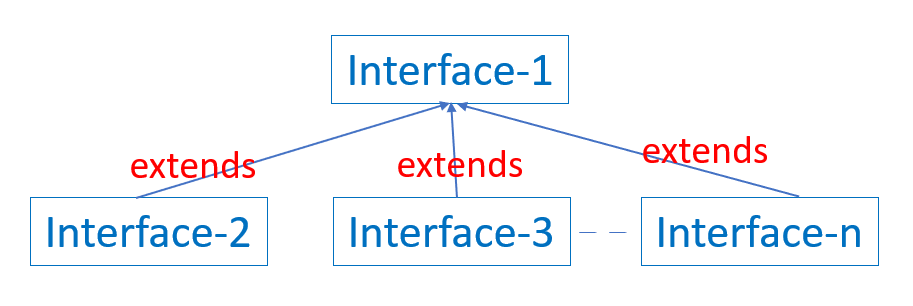 Interface-1
extends
extends
extends
Interface-2
Interface-3
Interface-n